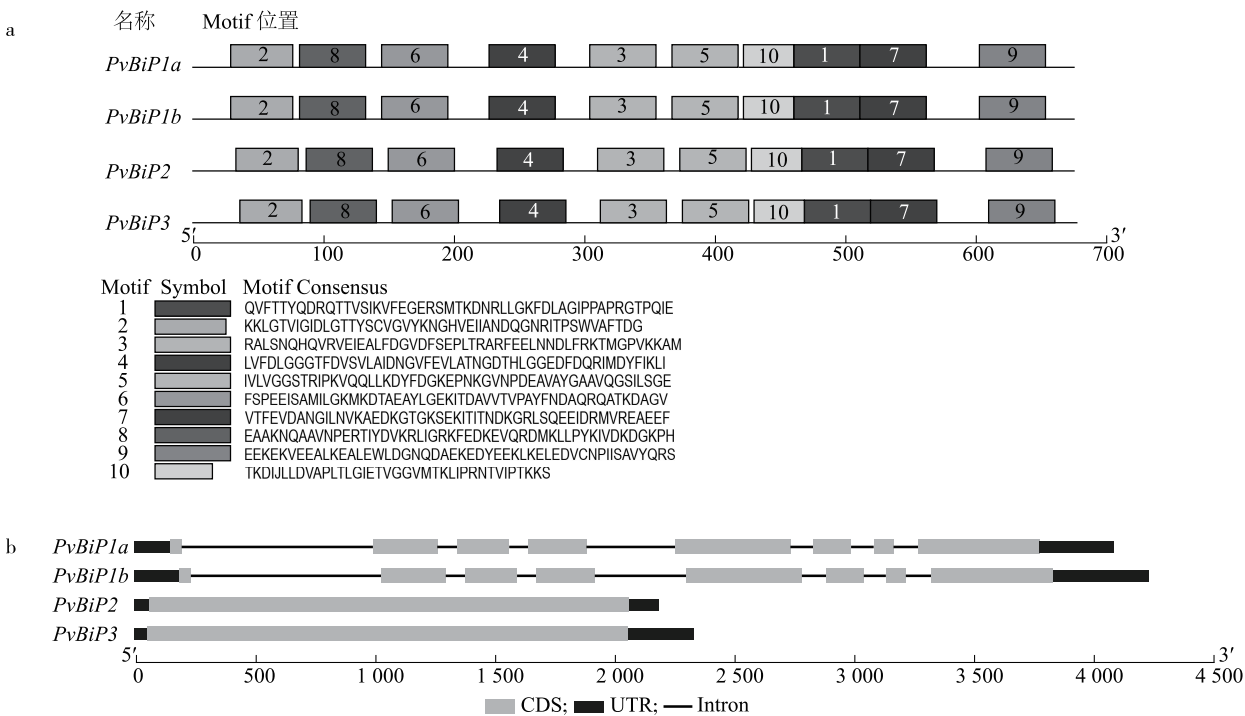 a
名称 Motif 位置
PvBiP1a 2 8 6 4 3 5 10 1 7 9
PvBiP1b 2 8 6 4 3 5 10 1 7 9
PvBiP2 2 8 6 4 3 5 10 1 7 9
PvBiP3 2 8 6 4 3 5 10 1 7 9
5′ 3′
0 100 200 300 400 500 600 700
Motif Symbol Motif Consensus
1 QVFTTYQDRQTTVSIKVFEGERSMTKDNRLLGKFDLAGIPPAPRGTPQIE
2 KKLGTVIGIDLGTTYSCVGVYKNGHVEIIANDQGNRITPSWVAFTDG
3 RALSNQHQVRVEIEALFDGVDFSEPLTRARFEELNNDLFRKTMGPVKKAM
4 LVFDLGGGTFDVSVLAIDNGVFEVLATNGDTHLGGEDFDQRIMDYFIKLI
5 IVLVGGSTRIPKVQQLLKDYFDGKEPNKGVNPDEAVAYGAAVQGSILSGE
6 FSPEEISAMILGKMKDTAEAYLGEKITDAVVTVPAYFNDAQRQATKDAGV
7 VTFEVDANGILNVKAEDKGTGKSEKITITNDKGRLSQEEIDRMVREAEEF
8 EAAKNQAAVNPERTIYDVKRLIGRKFEDKEVQRDMKLLPYKIVDKDGKPH
9 EEKEKVEEALKEALEWLDGNQDAEKEDYEEKLKELEDVCNPIISAVYQRS
10 TKDIJLLDVAPLTLGIETVGGVMTKLIPRNTVIPTKKS
b
PvBiP1a
PvBiP1b
PvBiP2
PvBiP3
5′ 3′
0 500 1 000 1 500 2 000 2 500 3 000 3 500 4 000 4 500
CDS; UTR; Intron